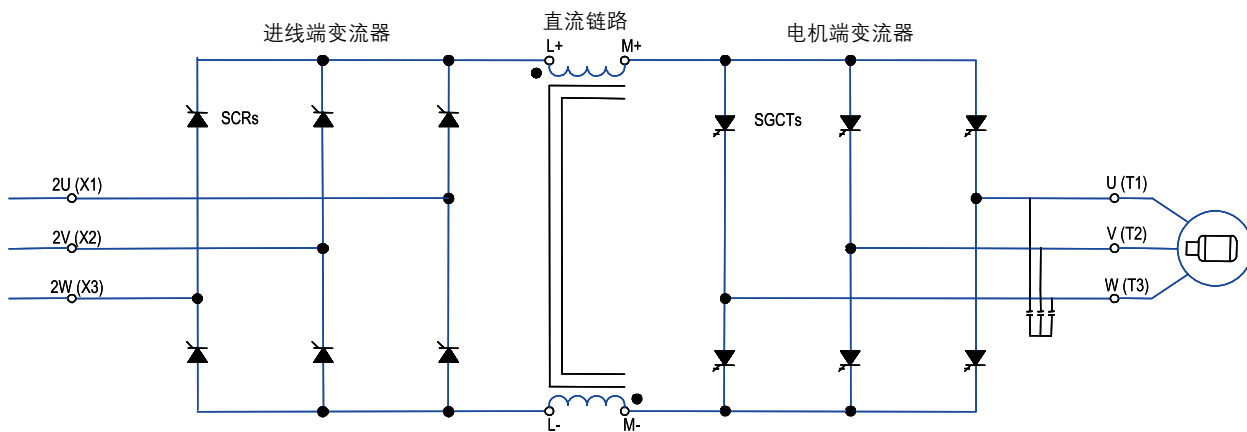 直流链路
进线端变流器
电机端变流器
L+
M+
SCRs
SGCTs
2U (X1)
U (T1)
2V (X2)
V (T2)
2W (X3)
W (T3)
L-
M-